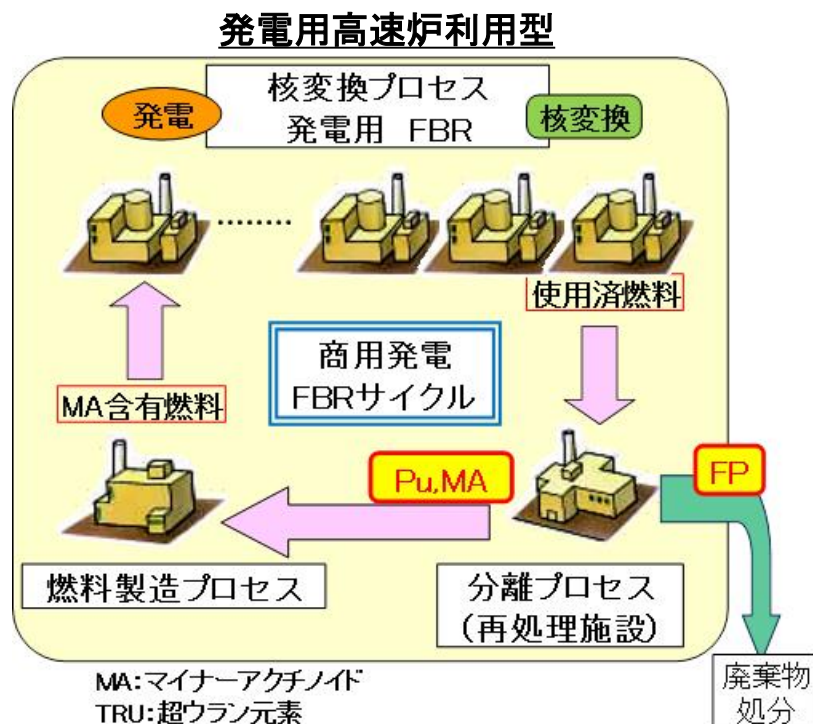 発電用高速炉利用型
核変換プロセス
発電用 FBR
発電
核変換
使用済燃料
商用発電
FBRサイクル
MA含有燃料
Pu,MA
FP
燃料製造プロセス
分離プロセス
(再処理施設)
廃棄物
処分
MA:マイナーアクチノイド
TRU:超ウラン元素